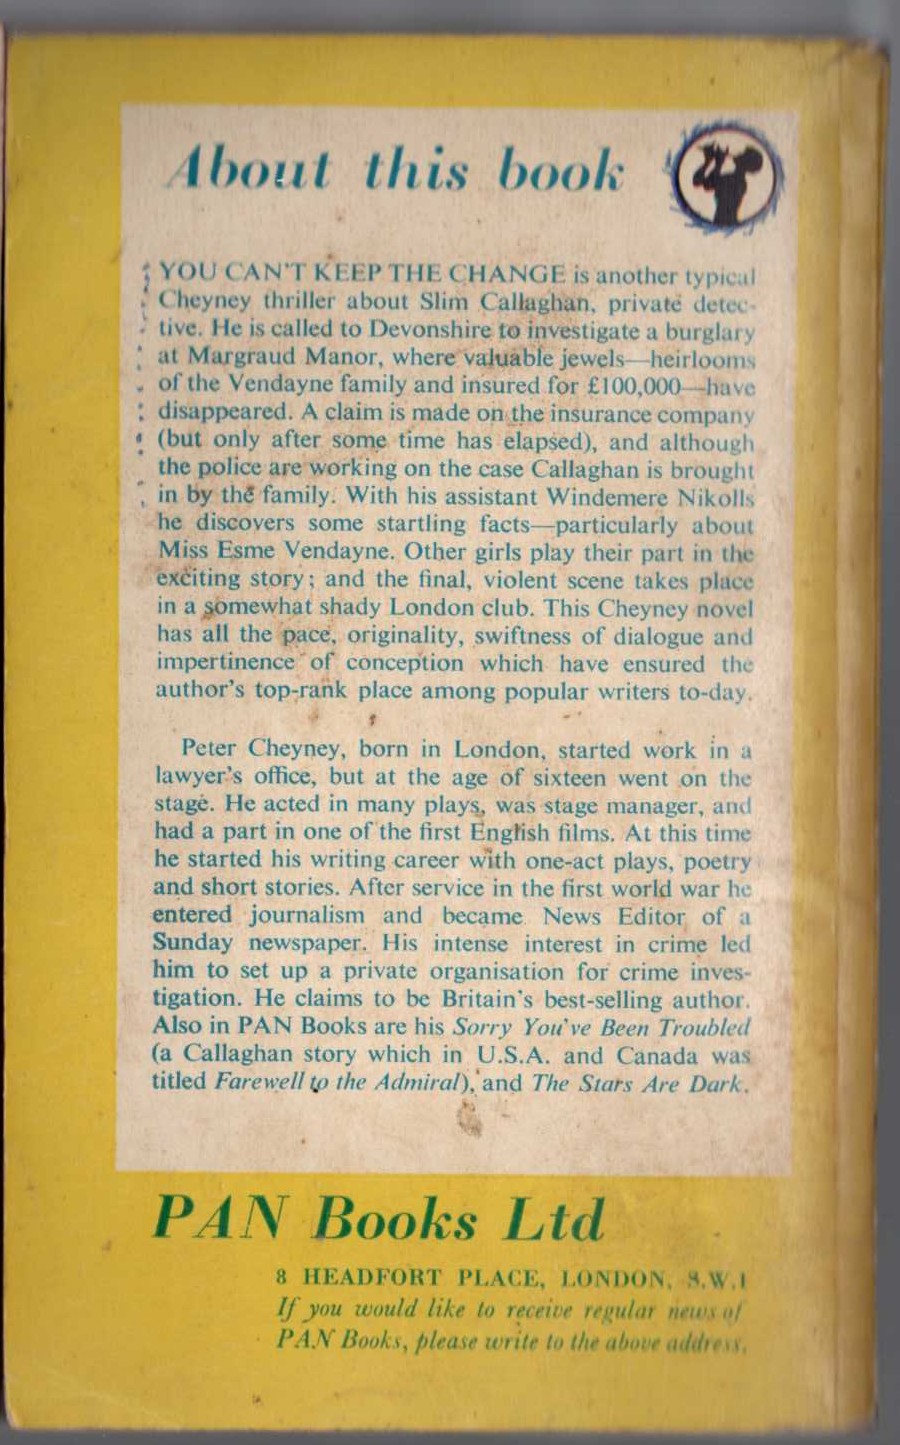 About this book
YOU CAN'T KEEP THE CHANGE is another typical
Cheyney thriller about Slim Callaghan, private detec-
tive. He is called to Devonshire to investigate a burglary
at Margraud Manor, where valuable jewels—heirlooms
of the Vendayne family and insured for £100,000—have
disappeared. A claim is made on the insurance company
(but only after some time has elapsed), and although
the police are working on the case Callaghan is brought
in by the family. With his assistant Windemere Nikolls
he discovers some startling facts—particularly about
Miss Esme Vendayne. Other girls play their part in the
exciting story; and the final, violent scene takes place
in a somewhat shady London club. This Cheyney novel
has all the pace, originality, swiftness of dialogue and
impertinence of conception which have ensured the
author's top-rank place among popular writers to-day.
Peter Cheyney, born in London, started work in a
lawyer's office, but at the age of sixteen went on the
stage. He acted in many plays, was stage manager, and
had a part in one of the first English films. At this time
he started his writing career with one-act plays, poetry
and short stories. After service in the first world war he
entered journalism and became News Editor of a
Sunday newspaper. His intense interest in crime led
him to set up a private organisation for crime inves-
tigation. He claims to be Britain's best-selling author.
Also in PAN Books are his Sorry You've Been Troubled
(a Callaghan story which in U.S.A. and Canada was
titled Farewell to the Admiral), and The Stars Are Dark.
PAN Books Ltd
8 HEADFORT PLACE, LONDON, S.W.1
If you would like to receive regular news of
PAN Books, please write to the above address.